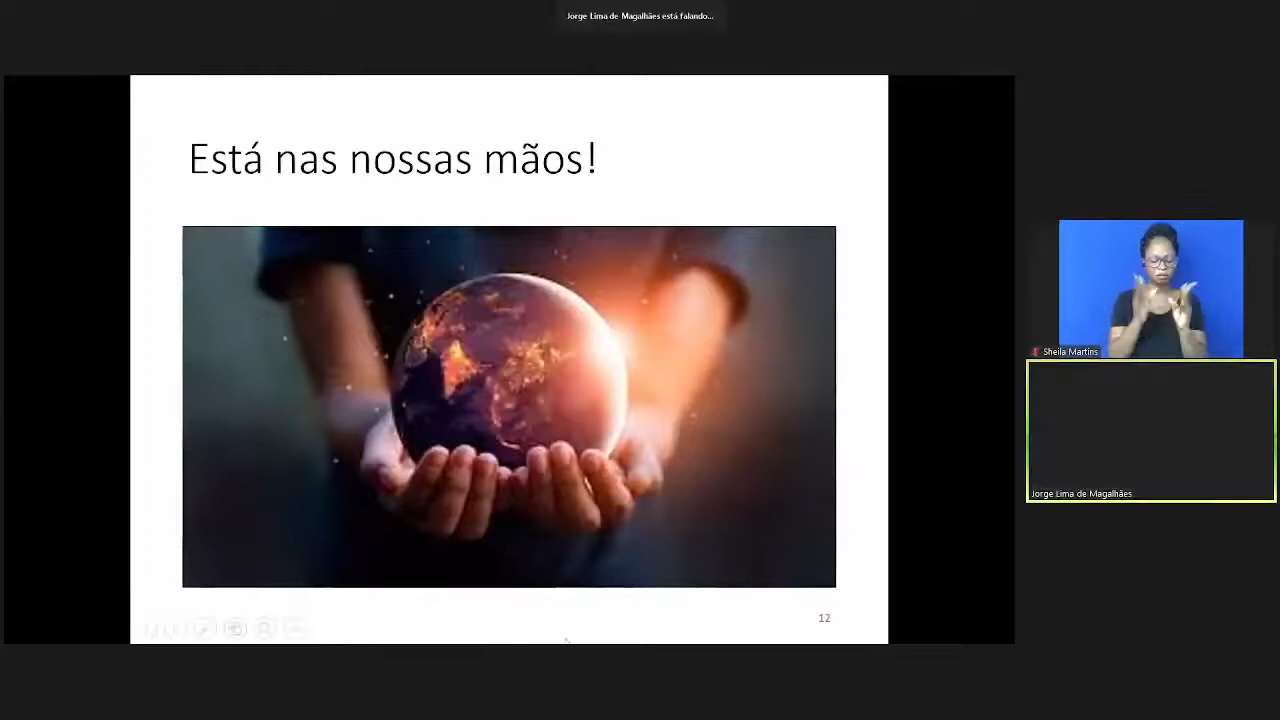 Jorge Lima de Magalhães está falando...
Está nas nossas mãos!
Sheila Martins
Jorge Lima de Magalhães
12